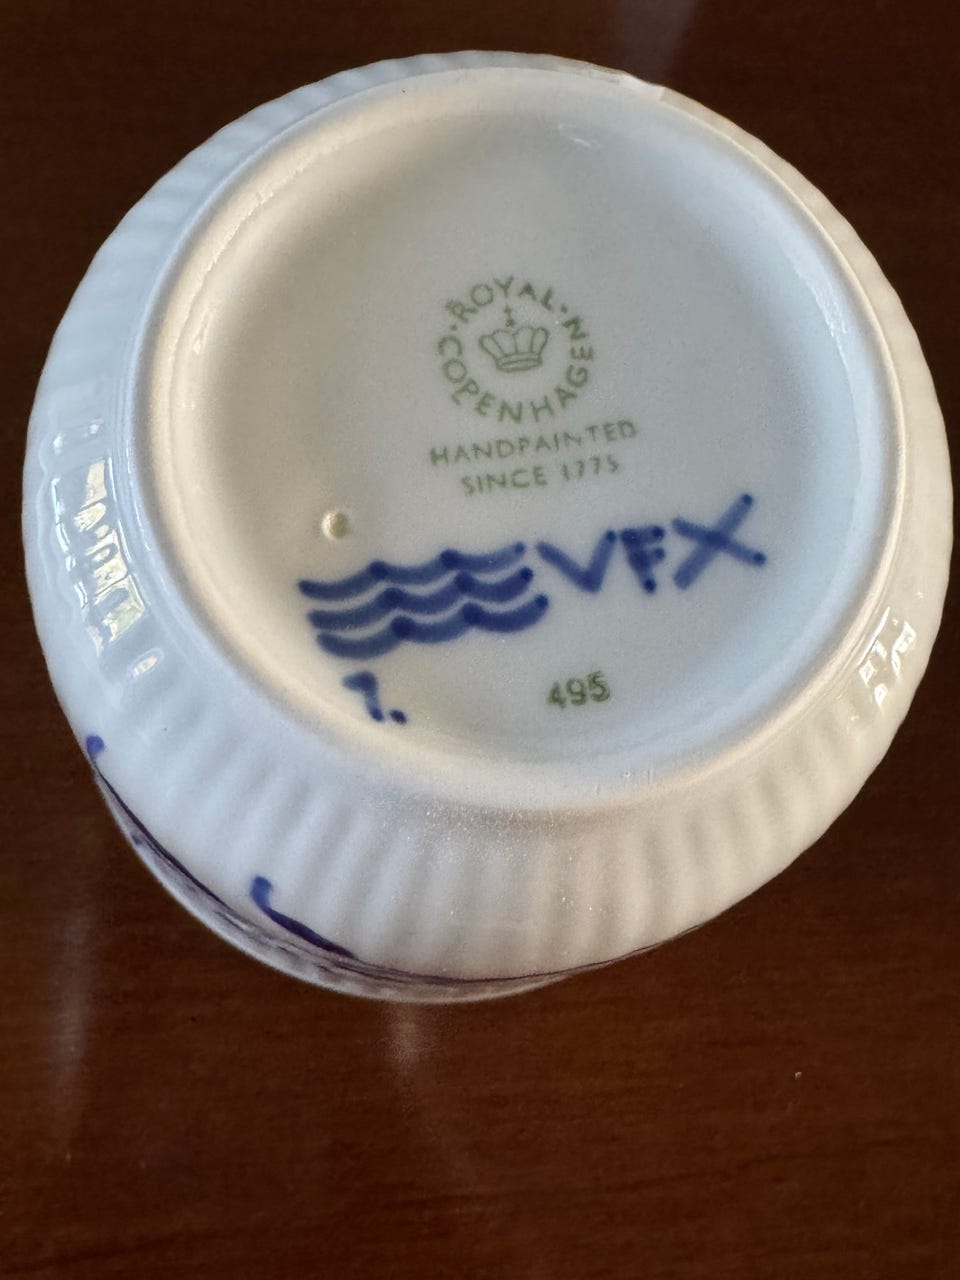 ROYAL · COPENHAGEN ·
HANDPAINTED
SINCE 1775
VFX
1.
495